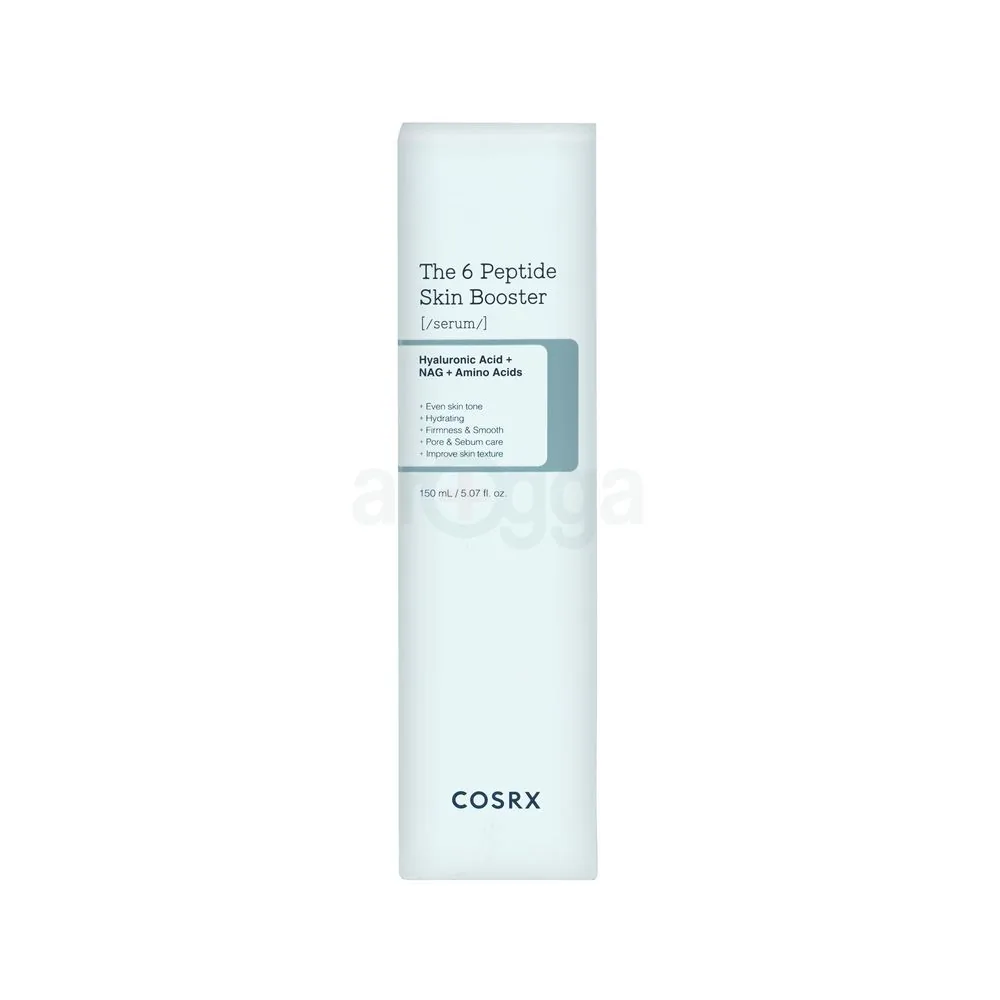 The 6 Peptide
Skin Booster
[/serum/]
Hyaluronic Acid +
NAG + Amino Acids
+ Even skin tone
+ Hydrating
+ Firmness & Smooth
+ Pore & Sebum care
+ Improve skin texture
arogga
150 mL / 5.07 fl. oz.
COSRX